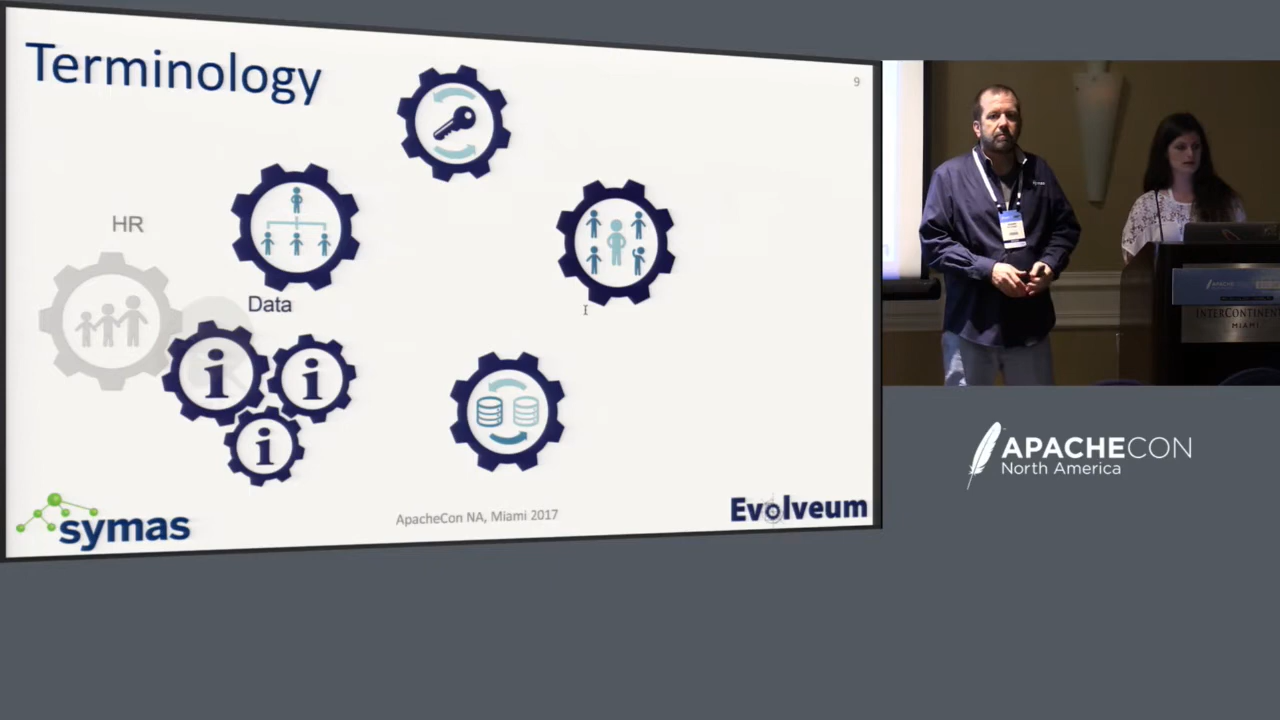 Terminology
9
HR
Data
i
i
i
symas
ApacheCon NA, Miami 2017
Evolveum
INTERCONTINENTAL
MIAMI
APACHECON
North America